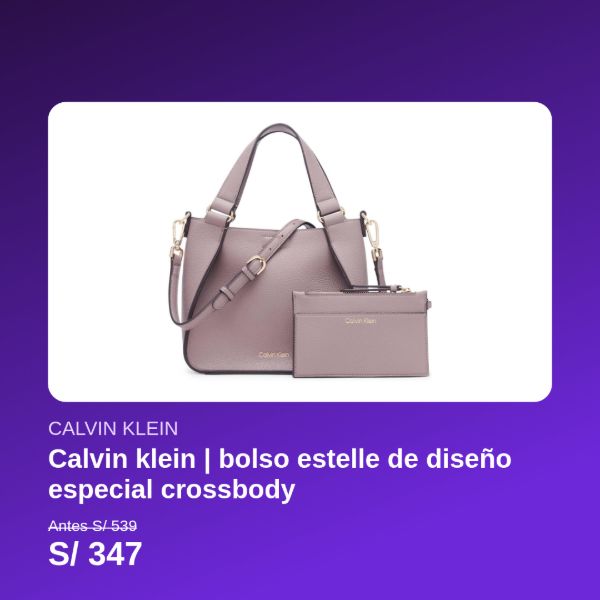 Calvin Klein
Calvin Klein
CALVIN KLEIN
Calvin klein | bolso estelle de diseño
especial crossbody
Antes S/ 539
S/ 347